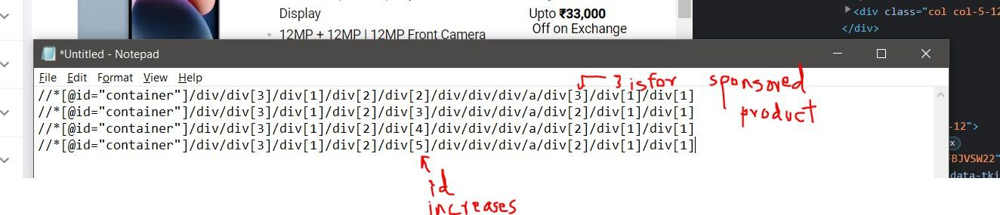 Display
Upto ₹33,000
12MP + 12MP | 12MP Front Camera
Off on Exchange
<div class="col col-5-12
</div>
*Untitled - Notepad
File Edit Format View Help
3 is for sponsored product
//*[@id="container"]/div/div[3]/div[1]/div[2]/div[2]/div/div/div/a/div[3]/div[1]/div[1]
//*[@id="container"]/div/div[3]/div[1]/div[2]/div[3]/div/div/div/a/div[2]/div[1]/div[1]
//*[@id="container"]/div/div[3]/div[1]/div[2]/div[4]/div/div/div/a/div[2]/div[1]/div[1]
//*[@id="container"]/div/div[3]/div[1]/div[2]/div[5]/div/div/div/a/div[2]/div[1]/div[1]
-12">
FBJVSW22"
data-tki
id
increases